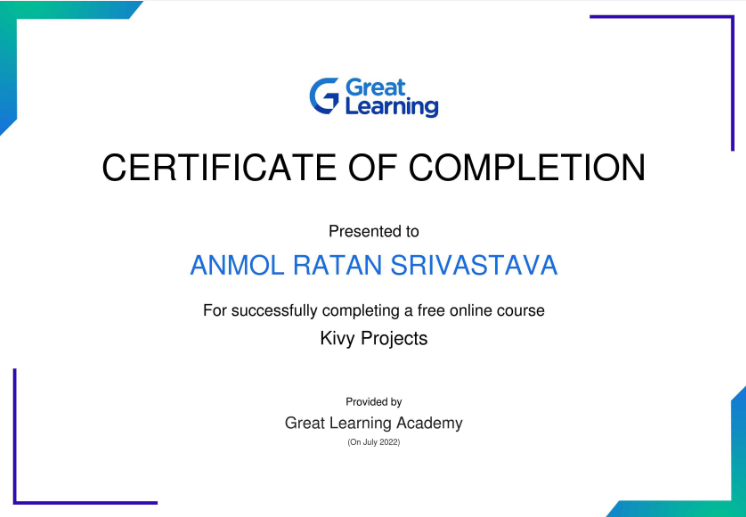 Great
Learning
CERTIFICATE OF COMPLETION
Presented to
ANMOL RATAN SRIVASTAVA
For successfully completing a free online course
Kivy Projects
Provided by
Great Learning Academy
(On July 2022)